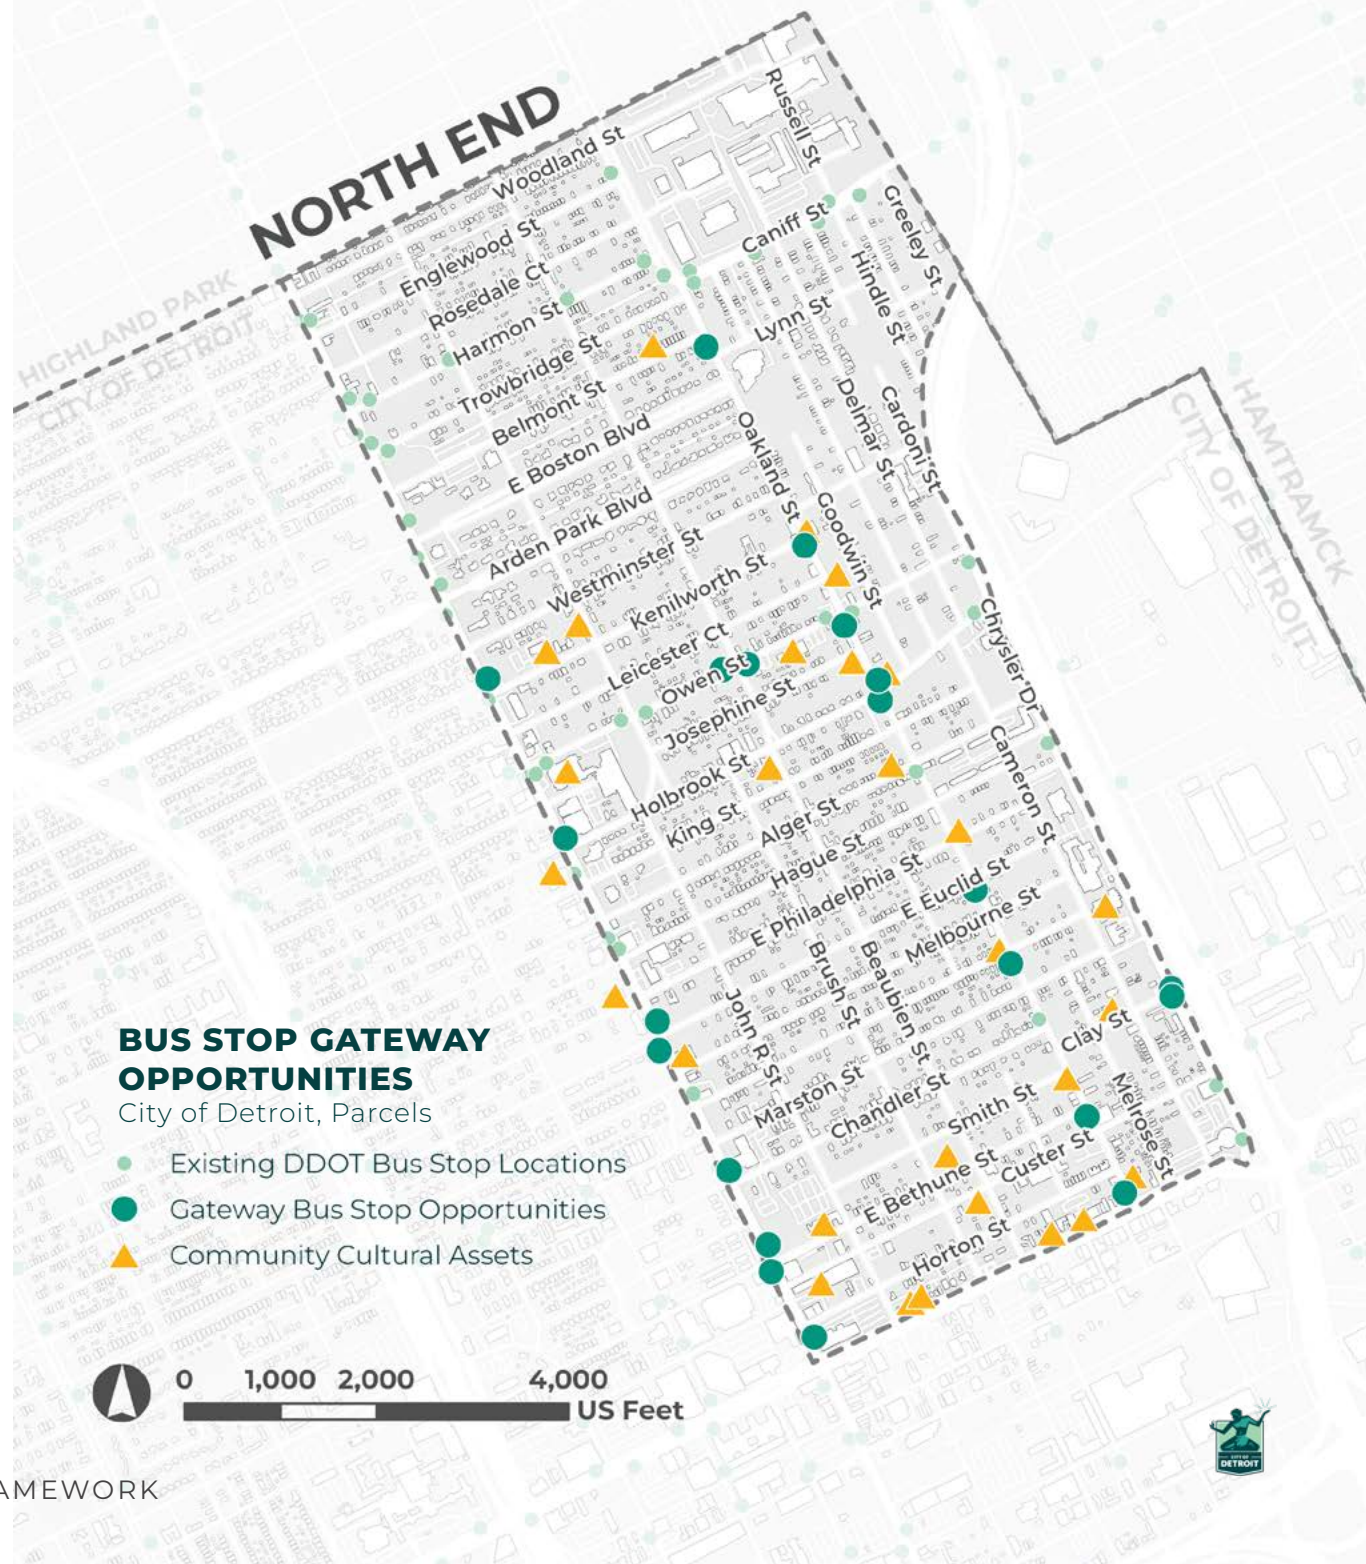 NORTH END
HIGHLAND PARK
CITY OF DETROIT
HAMTRAMCK
CITY OF DETROIT
Woodland St
Russell St
Englewood St
Caniff St
Greeley St
Rosedale Ct
Hindle St
Harmon St
Lynn St
Trowbridge St
Belmont St
Delmar St
Cardoni St
E Boston Blvd
Oakland St
Arden Park Blvd
Goodwin St
Westminster St
Kenilworth St
Chrysler Dr
Leicester Ct
Owen St
Josephine St
Cameron St
Holbrook St
King St
Alger St
Hague St
E Philadelphia St
E Euclid St
Melbourne St
Brush St
Beaubien St
John R St
Clay St
Marston St
Chandler St
Smith St
Melrose St
Custer St
E Bethune St
Horton St
BUS STOP GATEWAY
OPPORTUNITIES
City of Detroit, Parcels
Existing DDOT Bus Stop Locations
Gateway Bus Stop Opportunities
Community Cultural Assets
0 1,000 2,000 4,000
US Feet
CITY OF
DETROIT
AMEWORK